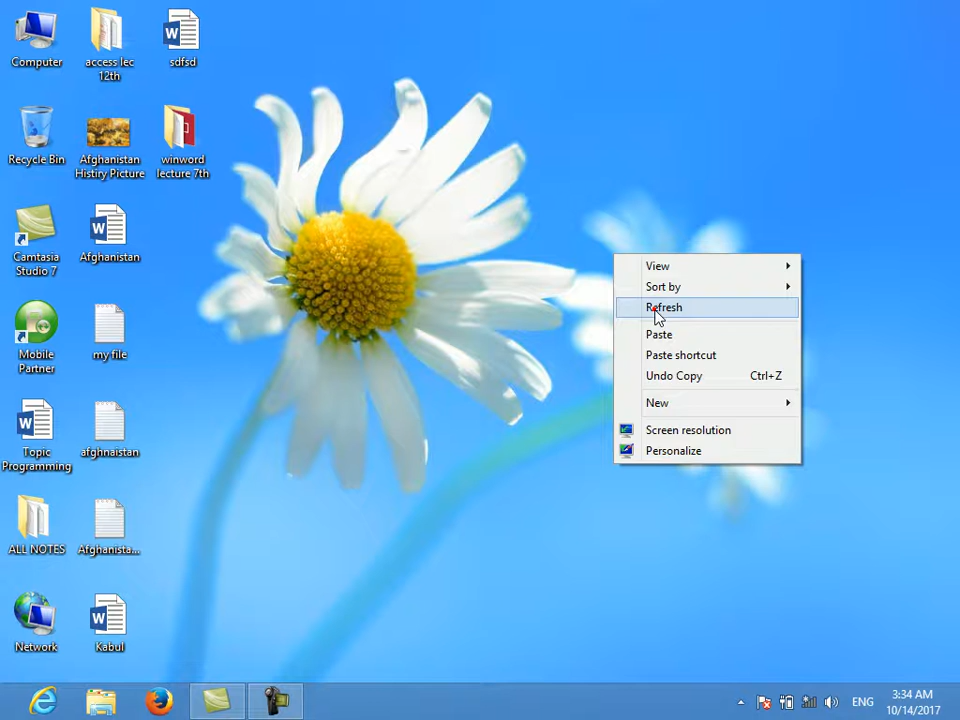 Computer
access lec
12th
sdfsd
Recycle Bin
Afghanistan
Histiry Picture
winword
lecture 7th
Camtasia
Studio 7
Afghanistan
Mobile
Partner
my file
Topic
Programming
afghnaistan
ALL NOTES
Afghanista...
Network
Kabul
View
Sort by
Refresh
Paste
Paste shortcut
Undo Copy Ctrl+Z
New
Screen resolution
Personalize
ENG
3:34 AM
10/14/2017